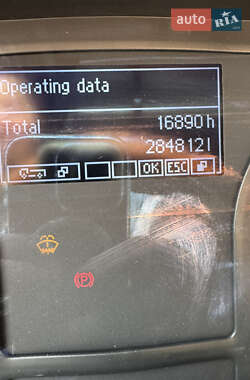 auto RIA
Operating data
Total 16890 h
284812 l
OK ESC
(P)